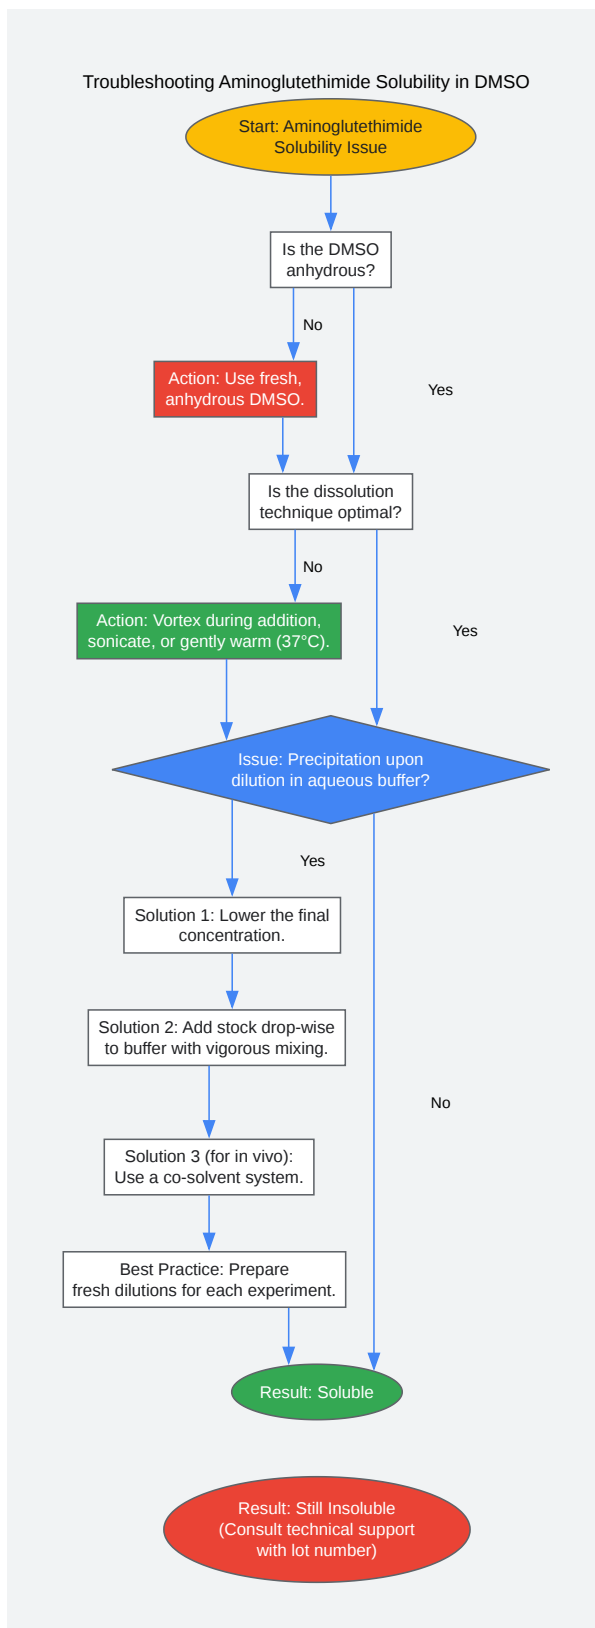 Troubleshooting Aminoglutethimide Solubility in DMSO
Start: Aminoglutethimide
Solubility Issue
Is the DMSO
anhydrous?
No
Action: Use fresh,
anhydrous DMSO.
Yes
Is the dissolution
technique optimal?
No
Action: Vortex during addition,
sonicate, or gently warm (37°C).
Yes
Issue: Precipitation upon
dilution in aqueous buffer?
Yes
Solution 1: Lower the final
concentration.
Solution 2: Add stock drop-wise
to buffer with vigorous mixing.
No
Solution 3 (for in vivo):
Use a co-solvent system.
Best Practice: Prepare
fresh dilutions for each experiment.
Result: Soluble
Result: Still Insoluble
(Consult technical support
with lot number)